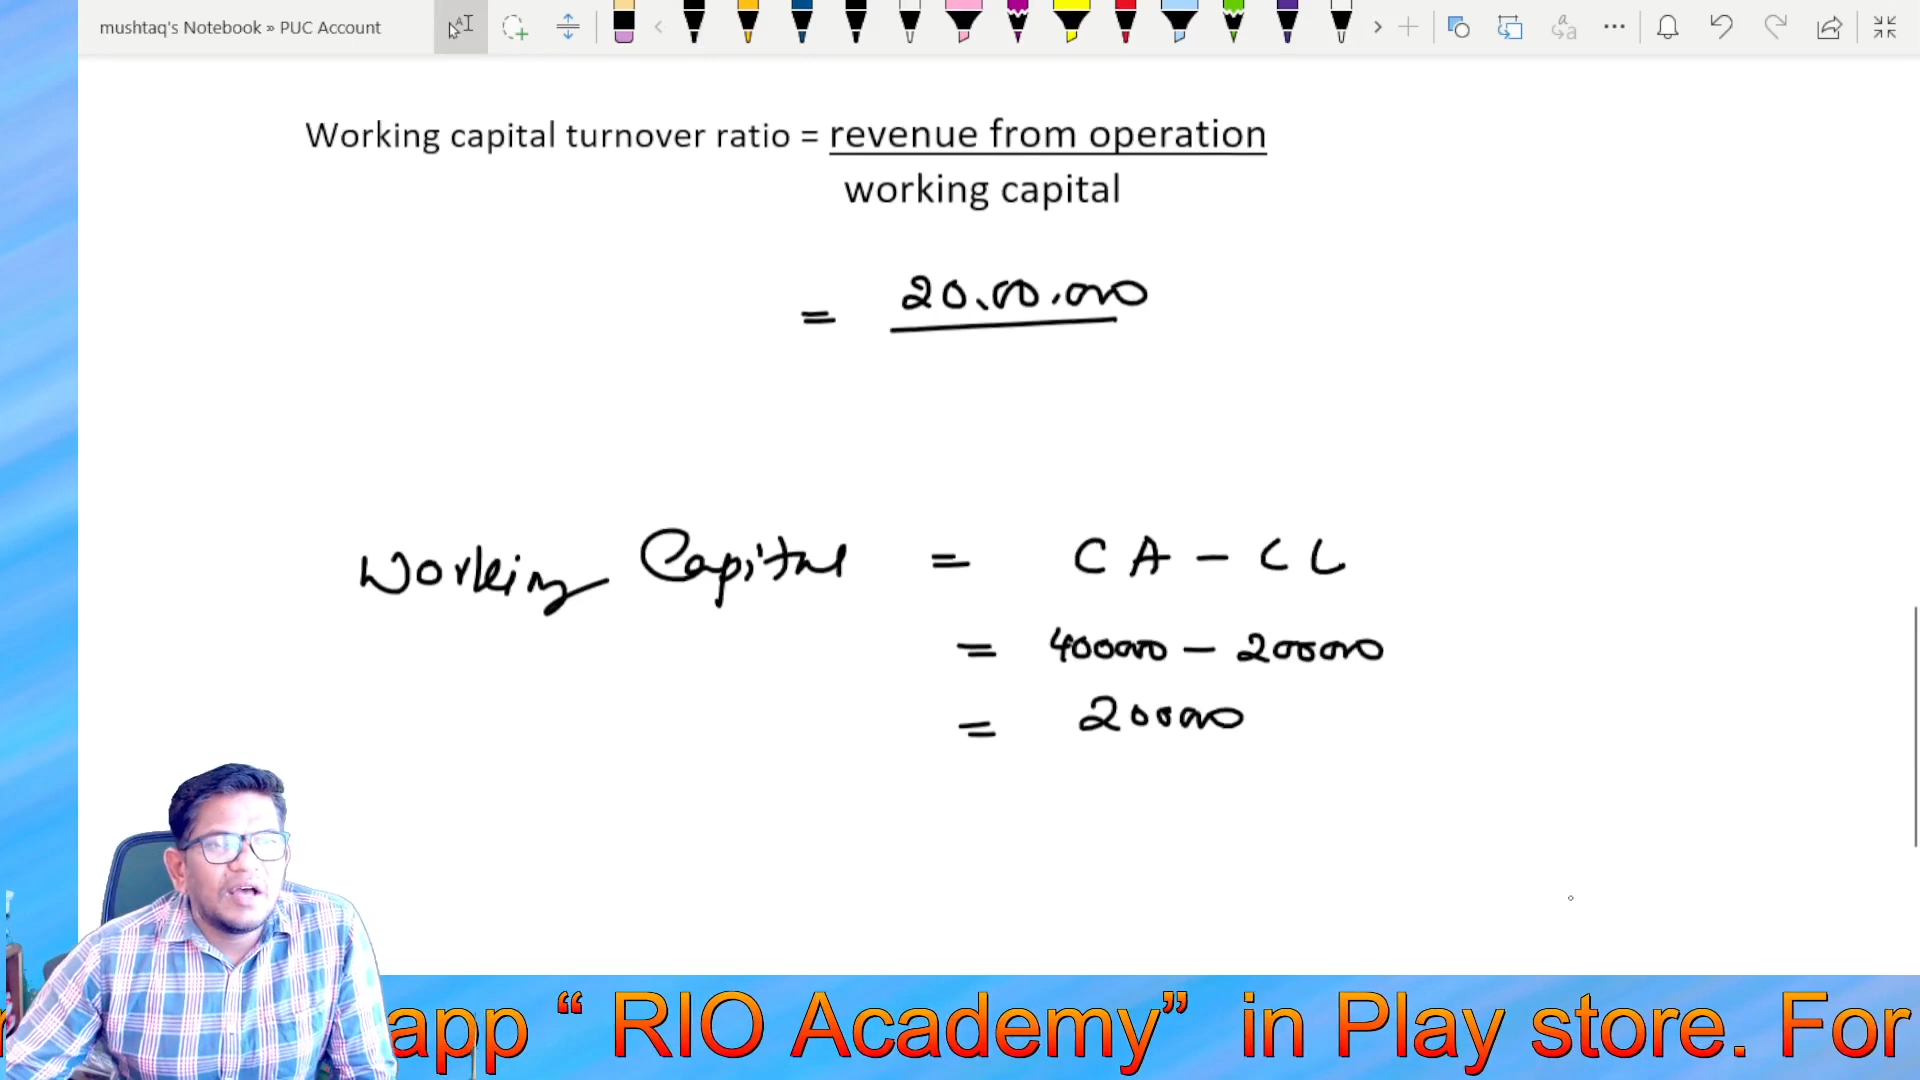 mushtaq's Notebook » PUC Account
Working capital turnover ratio = revenue from operation
working capital
= 20,00,000
Working Capital = CA - CL
= 400000 - 200000
= 200000
app “ RIO Academy” in Play store. For